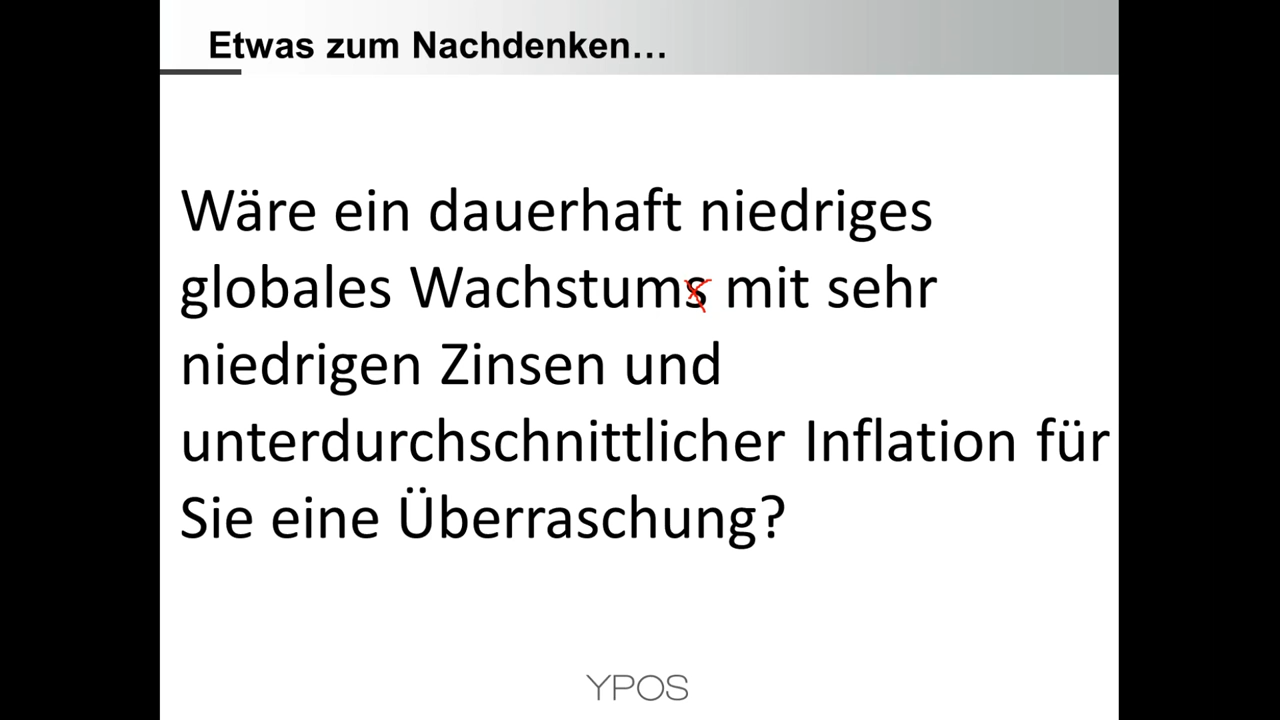 Etwas zum Nachdenken…
Wäre ein dauerhaft niedriges
globales Wachstums mit sehr
niedrigen Zinsen und
unterdurchschnittlicher Inflation für
Sie eine Überraschung?
YPOS